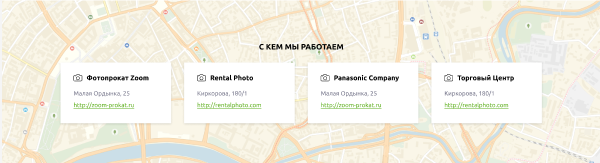 С КЕМ МЫ РАБОТАЕМ
Фотопрокат Zoom
Малая Ордынка, 25
http://zoom-prokat.ru
Rental Photo
Киркорова, 180/1
http://rentalphoto.com
Panasonic Company
Малая Ордынка, 25
http://zoom-prokat.ru
Торговый Центр
Киркорова, 180/1
http://rentalphoto.com